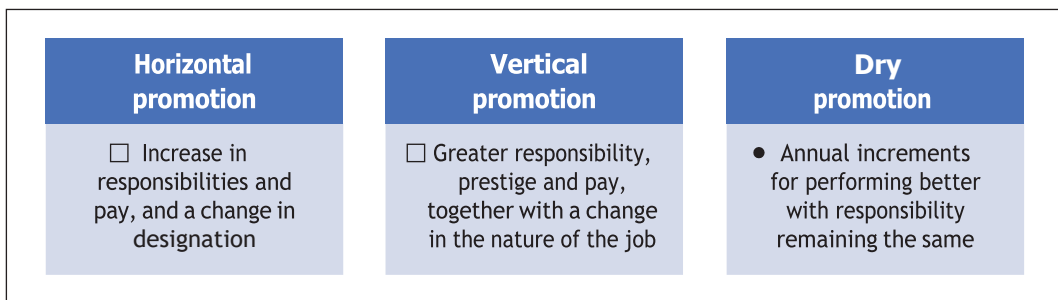 Horizontal
promotion
□ Increase in
responsibilities and
pay, and a change in
designation
Vertical
promotion
□ Greater responsibility,
prestige and pay,
together with a change
in the nature of the job
Dry
promotion
● Annual increments
for performing better
with responsibility
remaining the same